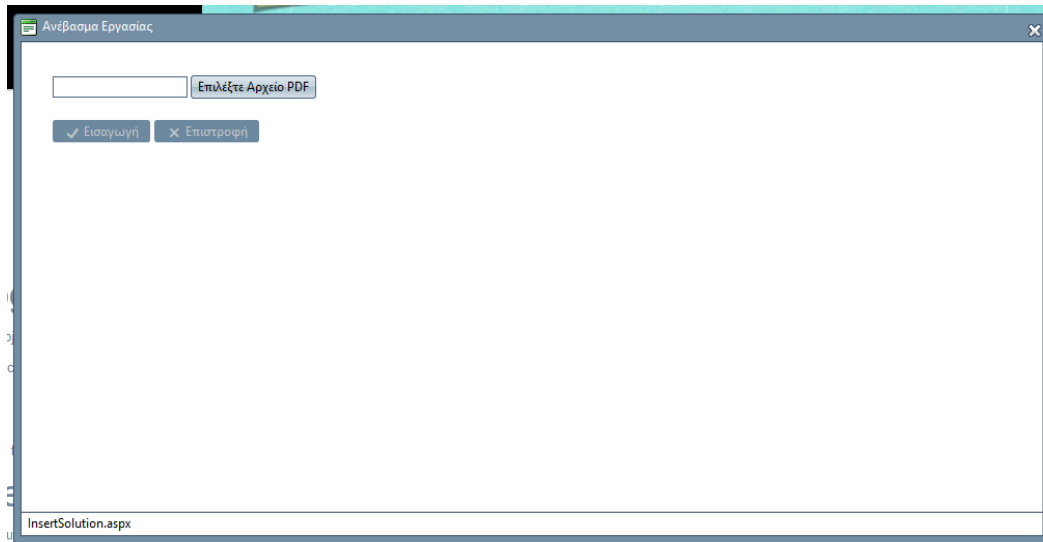 Ανέβασμα Εργασίας
Επιλέξτε Αρχείο PDF
Εισαγωγή Επιστροφή
InsertSolution.aspx